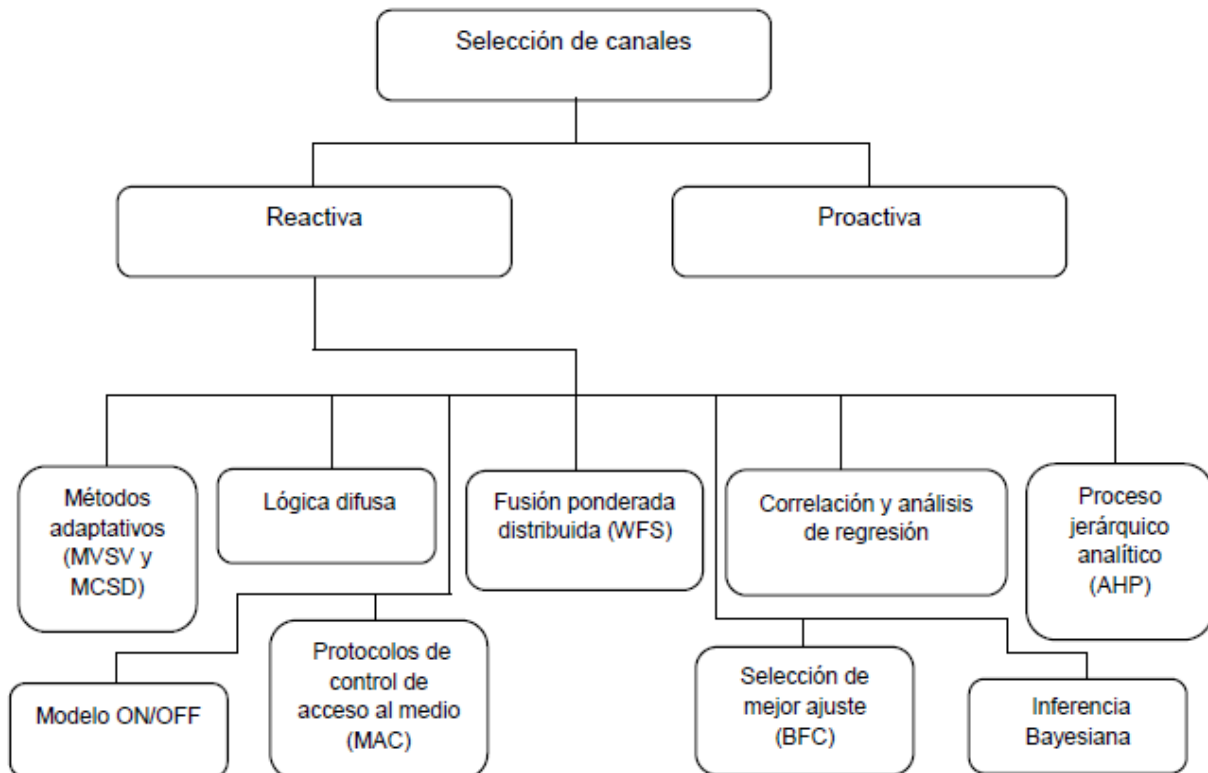 Selección de canales
Reactiva
Proactiva
Métodos
adaptativos
(MVSV y
MCSD)
Lógica difusa
Fusión ponderada
distribuida (WFS)
Correlación y análisis
de regresión
Proceso
jerárquico
analítico
(AHP)
Modelo ON/OFF
Protocolos de
control de
acceso al medio
(MAC)
Selección de
mejor ajuste
(BFC)
Inferencia
Bayesiana